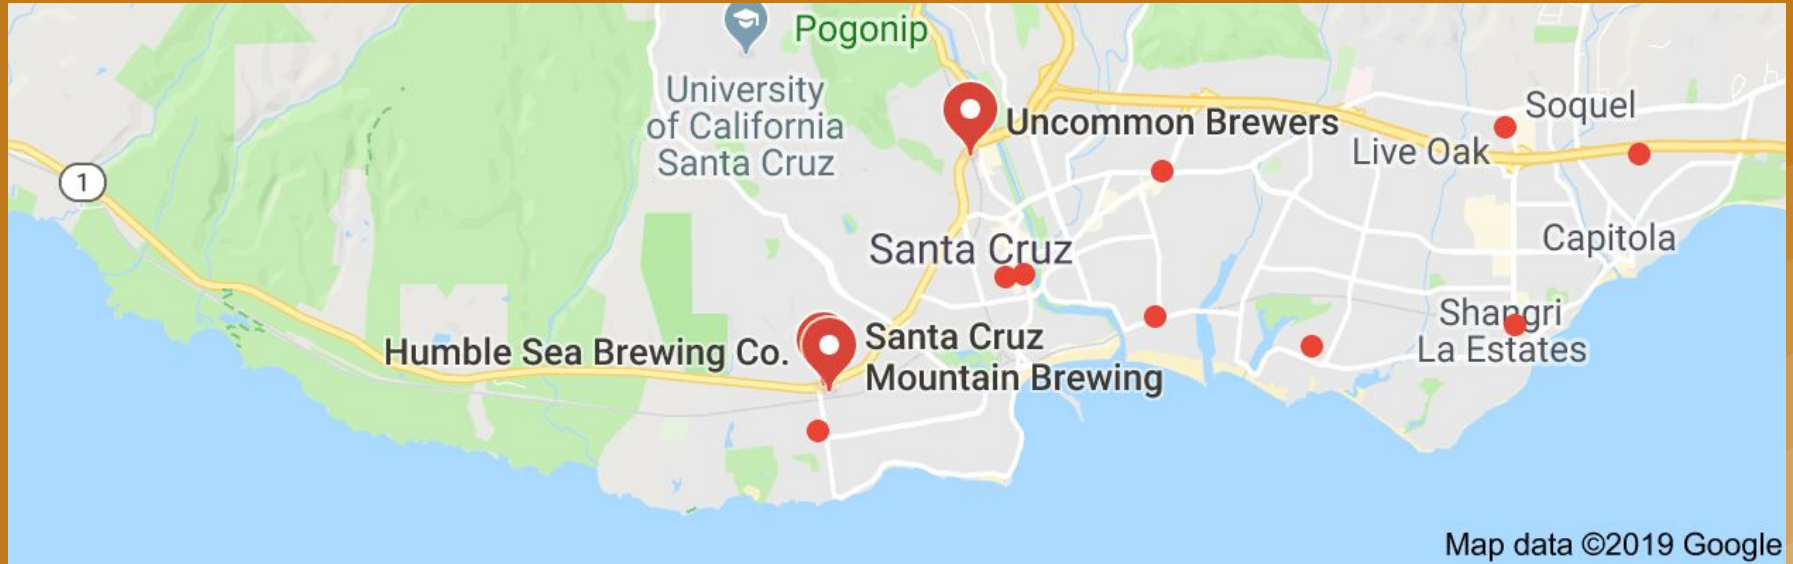 Pogonip
University
of California
Santa Cruz
Uncommon Brewers
Soquel
Live Oak
1
Santa Cruz
Capitola
Humble Sea Brewing Co.
Santa Cruz
Mountain Brewing
Shangri
La Estates
Map data ©2019 Google